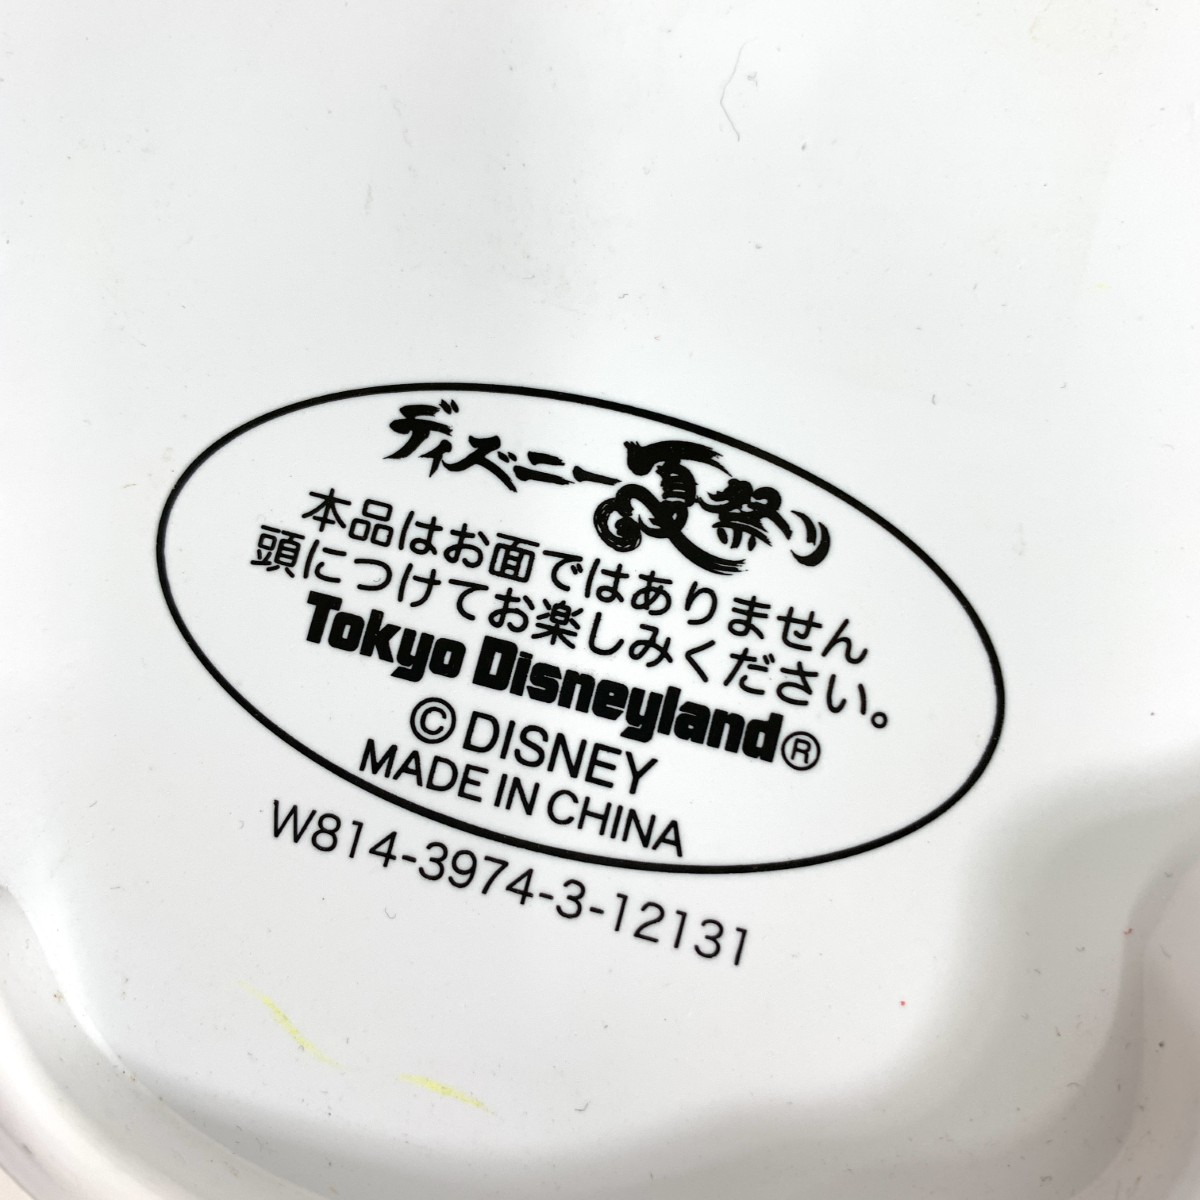 ディズニー夏祭り
本品はお面ではありません
頭につけてお楽しみください。
Tokyo Disneyland®
©DISNEY
MADE IN CHINA
W814-3974-3-12131